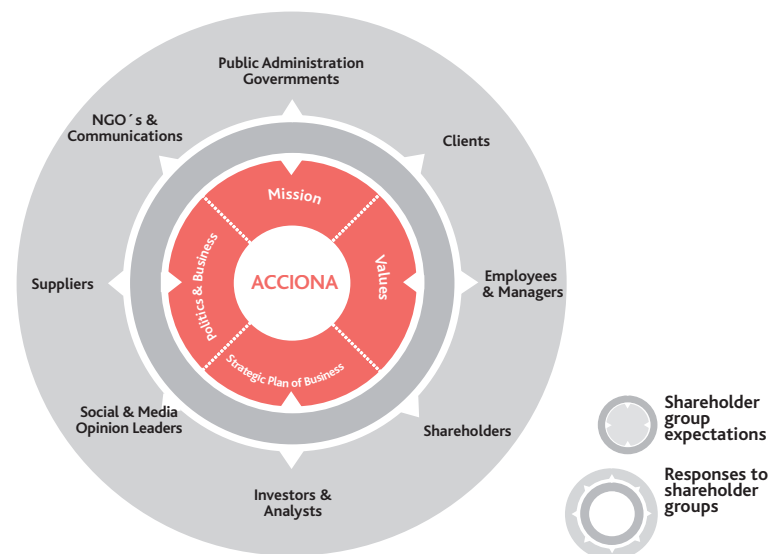 Public Administration
Governments
NGO´s &
Communications
Clients
Mission
Politics & Business
ACCIONA
Values
Suppliers
Employees
& Managers
Strategic Plan of Business
Social & Media
Opinion Leaders
Shareholders
Investors &
Analysts
Shareholder
group
expectations
Responses to
shareholder
groups